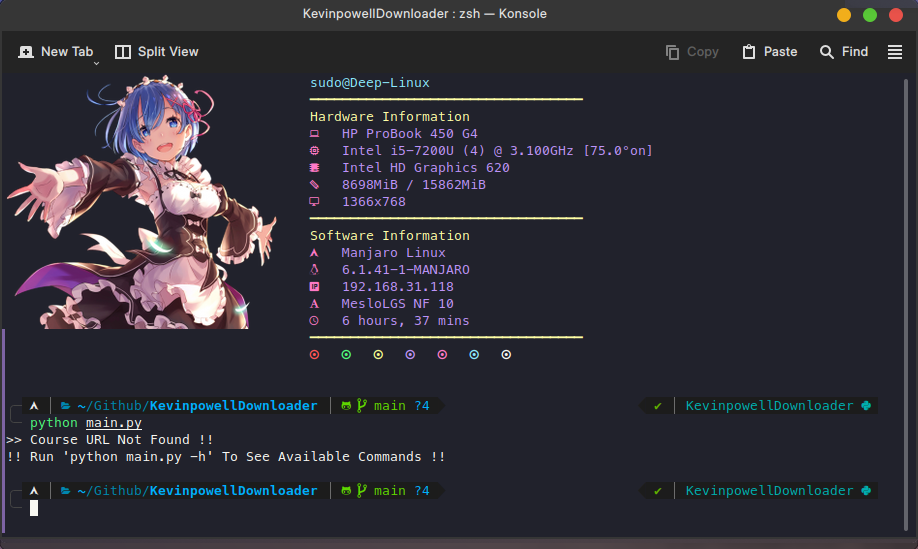 KevinpowellDownloader : zsh — Konsole
New Tab
Split View
Copy
Paste
Find
sudo@Deep-Linux
Hardware Information
HP ProBook 450 G4
Intel i5-7200U (4) @ 3.100GHz [75.0°on]
Intel HD Graphics 620
8698MiB / 15862MiB
1366x768
Software Information
Manjaro Linux
6.1.41-1-MANJARO
IP 192.168.31.118
MesloLGS NF 10
6 hours, 37 mins
~/Github/KevinpowellDownloader main ?4 ✔ KevinpowellDownloader
python main.py
>> Course URL Not Found !!
!! Run 'python main.py -h' To See Available Commands !!
~/Github/KevinpowellDownloader main ?4 ✔ KevinpowellDownloader